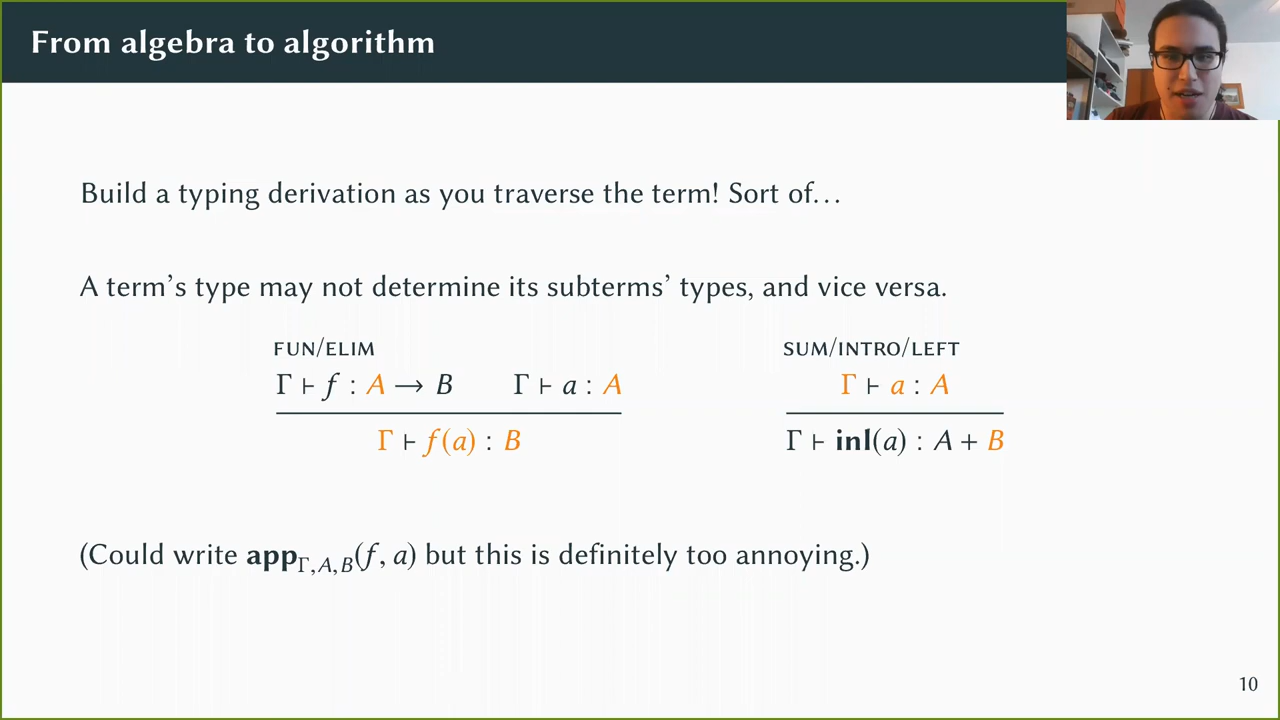 From algebra to algorithm
Build a typing derivation as you traverse the term! Sort of…
A term’s type may not determine its subterms’ types, and vice versa.
FUN/ELIM
Γ ⊢ f : A → B Γ ⊢ a : A
Γ ⊢ f(a) : B
SUM/INTRO/LEFT
Γ ⊢ a : A
Γ ⊢ inl(a) : A + B
(Could write app_Γ,A,B(f, a) but this is definitely too annoying.)
10